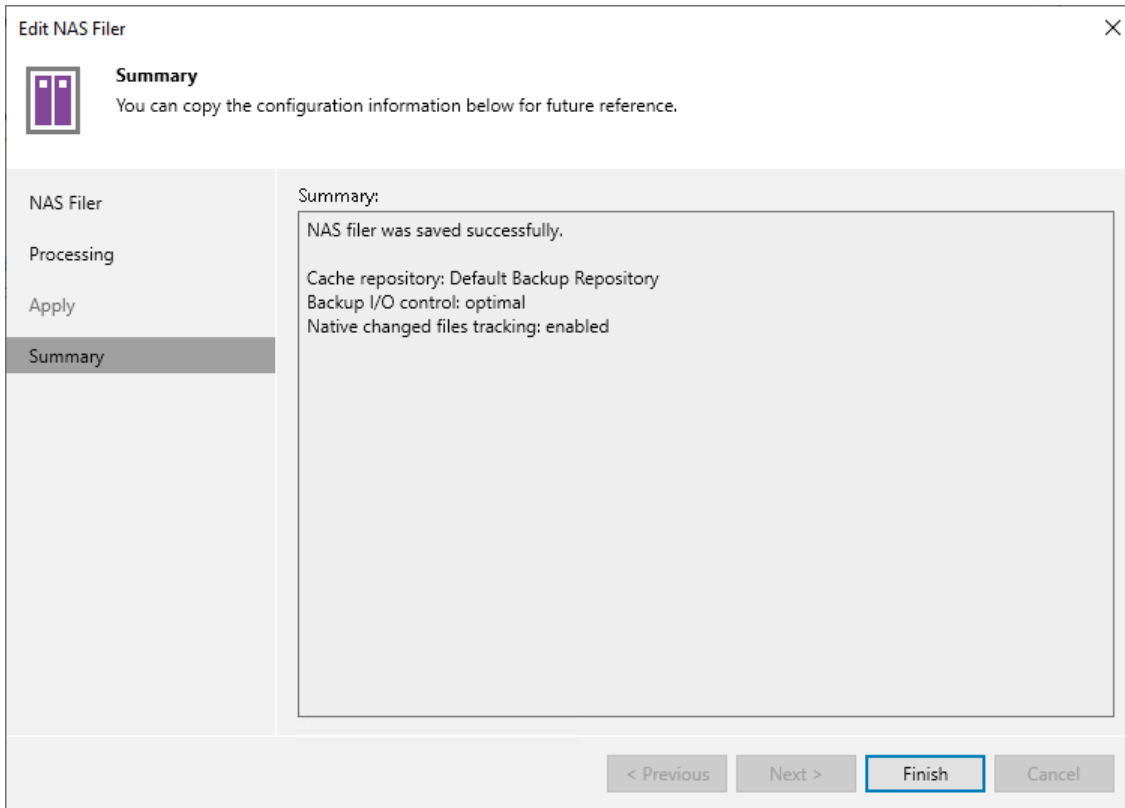 Edit NAS Filer
Summary
You can copy the configuration information below for future reference.
NAS Filer
Processing
Apply
Summary
Summary:
NAS filer was saved successfully.
Cache repository: Default Backup Repository
Backup I/O control: optimal
Native changed files tracking: enabled
< Previous
Next >
Finish
Cancel